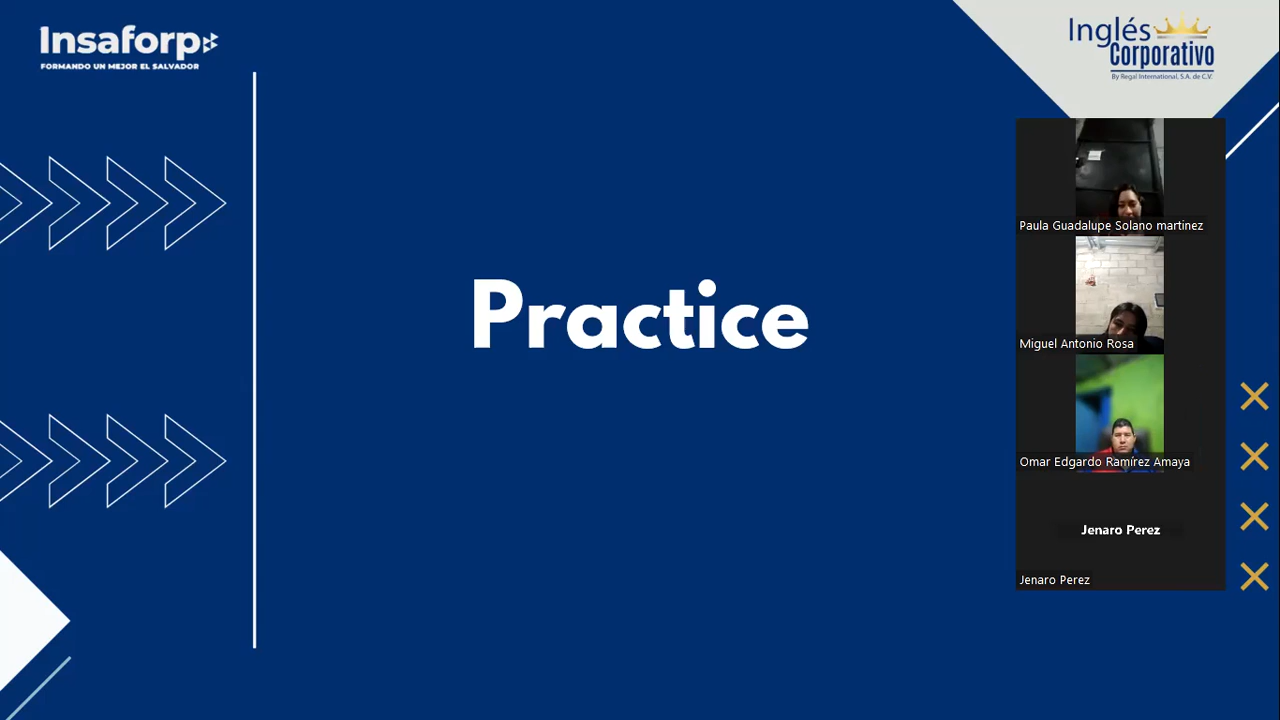 Insaforp
FORMANDO UN MEJOR EL SALVADOR
Inglés
Corporativo
By Regal International, S.A. de C.V.
Practice
Paula Guadalupe Solano martinez
Miguel Antonio Rosa
Omar Edgardo Ramírez Amaya
Jenaro Perez
Jenaro Perez